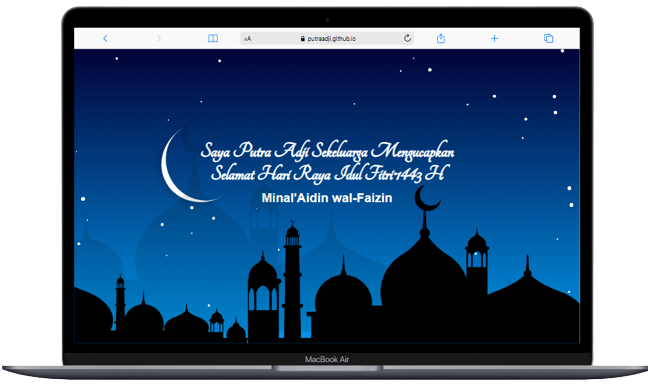 AA putraadji.github.io
Saya Putra Adji Sekeluarga Mengucapkan
Selamat Hari Raya Idul Fitri 1443 H
Minal'Aidin wal-Faizin
MacBook Air